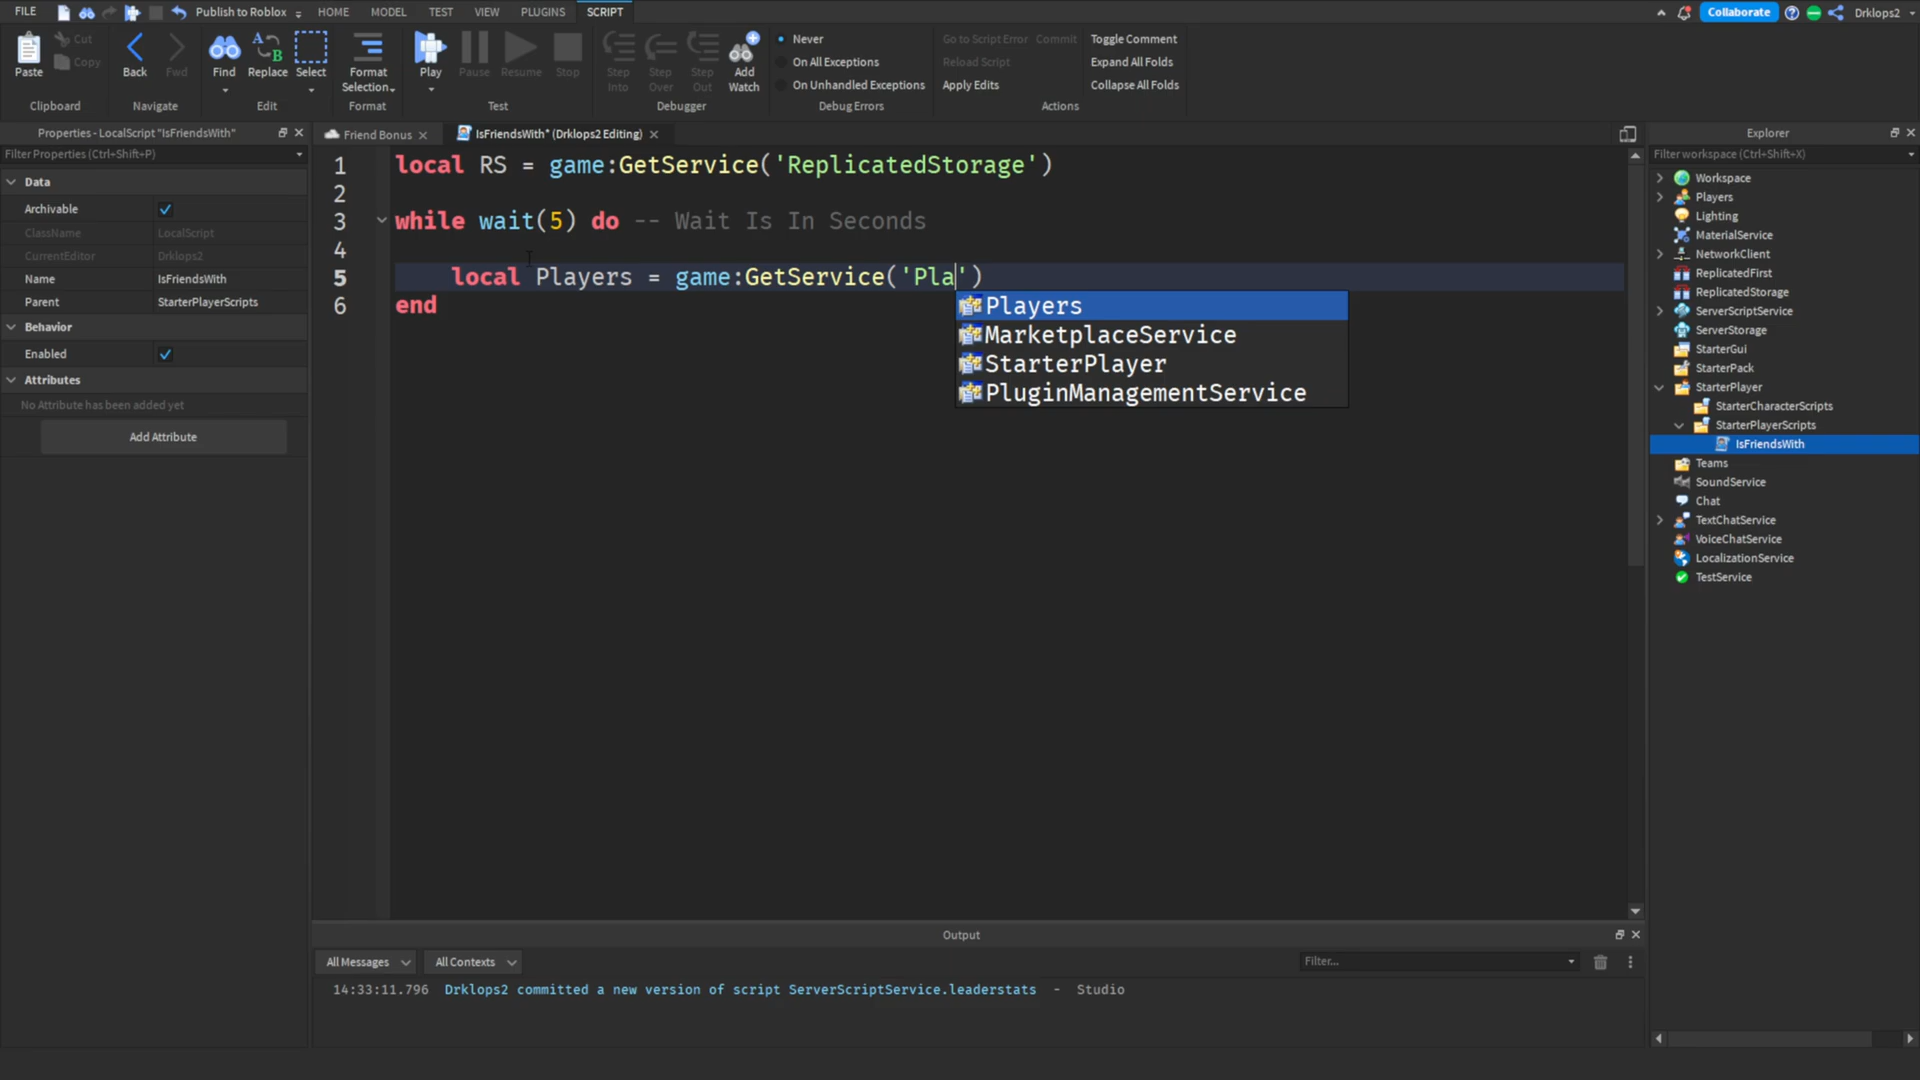 FILE Publish to Roblox HOME MODEL TEST VIEW PLUGINS SCRIPT Collaborate Drklops2
Paste Cut Copy
Clipboard
Back Fwd
Navigate
Find Replace Select
Edit
Format Selection
Format
Play Pause Resume Stop
Test
Step Into Step Over Step Out Add Watch
Debugger
Never
On All Exceptions
On Unhandled Exceptions
Debug Errors
Go to Script Error Commit Toggle Comment
Reload Script Expand All Folds
Apply Edits Collapse All Folds
Actions
Properties - LocalScript "IsFriendsWith"
Filter Properties (Ctrl+Shift+P)
Data
Archivable
ClassName LocalScript
CurrentEditor Drklops2
Name IsFriendsWith
Parent StarterPlayerScripts
Behavior
Enabled
Attributes
No Attribute has been added yet
Add Attribute
Friend Bonus IsFriendsWith* (Drklops2 Editing)
1 local RS = game:GetService('ReplicatedStorage')
2
3 while wait(5) do -- Wait Is In Seconds
4
5 local Players = game:GetService('Pla')
6 end
Players
MarketplaceService
StarterPlayer
PluginManagementService
Output
All Messages All Contexts Filter...
14:33:11.796 Drklops2 committed a new version of script ServerScriptService.leaderstats - Studio
Explorer
Filter workspace (Ctrl+Shift+X)
Workspace
Players
Lighting
MaterialService
NetworkClient
ReplicatedFirst
ReplicatedStorage
ServerScriptService
ServerStorage
StarterGui
StarterPack
StarterPlayer
StarterCharacterScripts
StarterPlayerScripts
IsFriendsWith
Teams
SoundService
Chat
TextChatService
VoiceChatService
LocalizationService
TestService